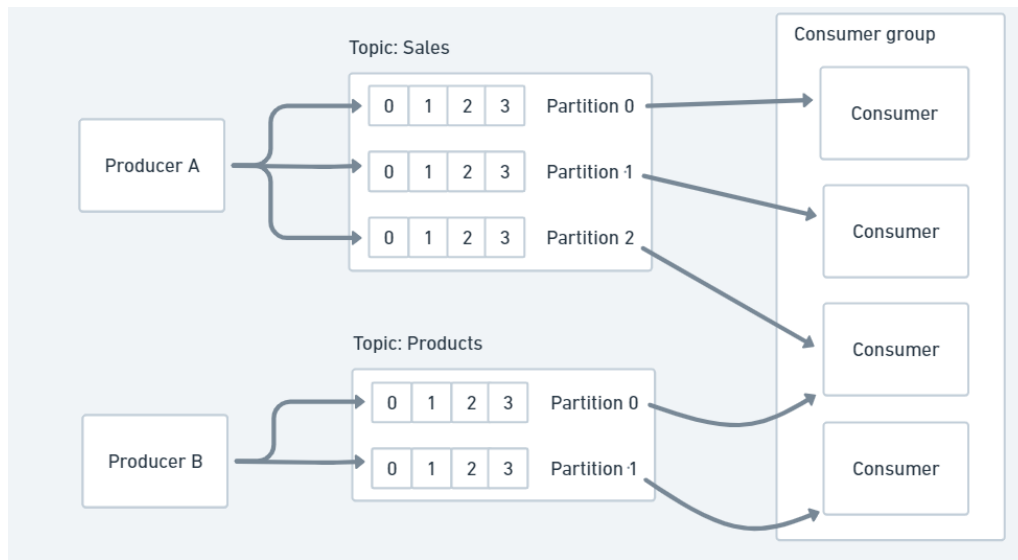 Consumer group
Topic: Sales
Producer A
0 1 2 3 Partition 0
0 1 2 3 Partition 1
0 1 2 3 Partition 2
Consumer
Consumer
Consumer
Consumer
Topic: Products
Producer B
0 1 2 3 Partition 0
0 1 2 3 Partition 1